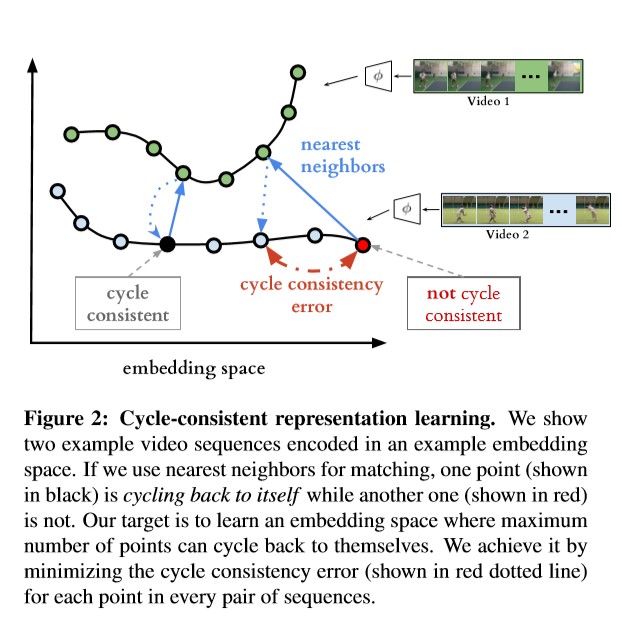 ϕ
Video 1
nearest
neighbors
ϕ
Video 2
cycle
consistent
cycle consistency
error
not cycle
consistent
embedding space
Figure 2: Cycle-consistent representation learning. We show
two example video sequences encoded in an example embedding
space. If we use nearest neighbors for matching, one point (shown
in black) is cycling back to itself while another one (shown in red)
is not. Our target is to learn an embedding space where maximum
number of points can cycle back to themselves. We achieve it by
minimizing the cycle consistency error (shown in red dotted line)
for each point in every pair of sequences.